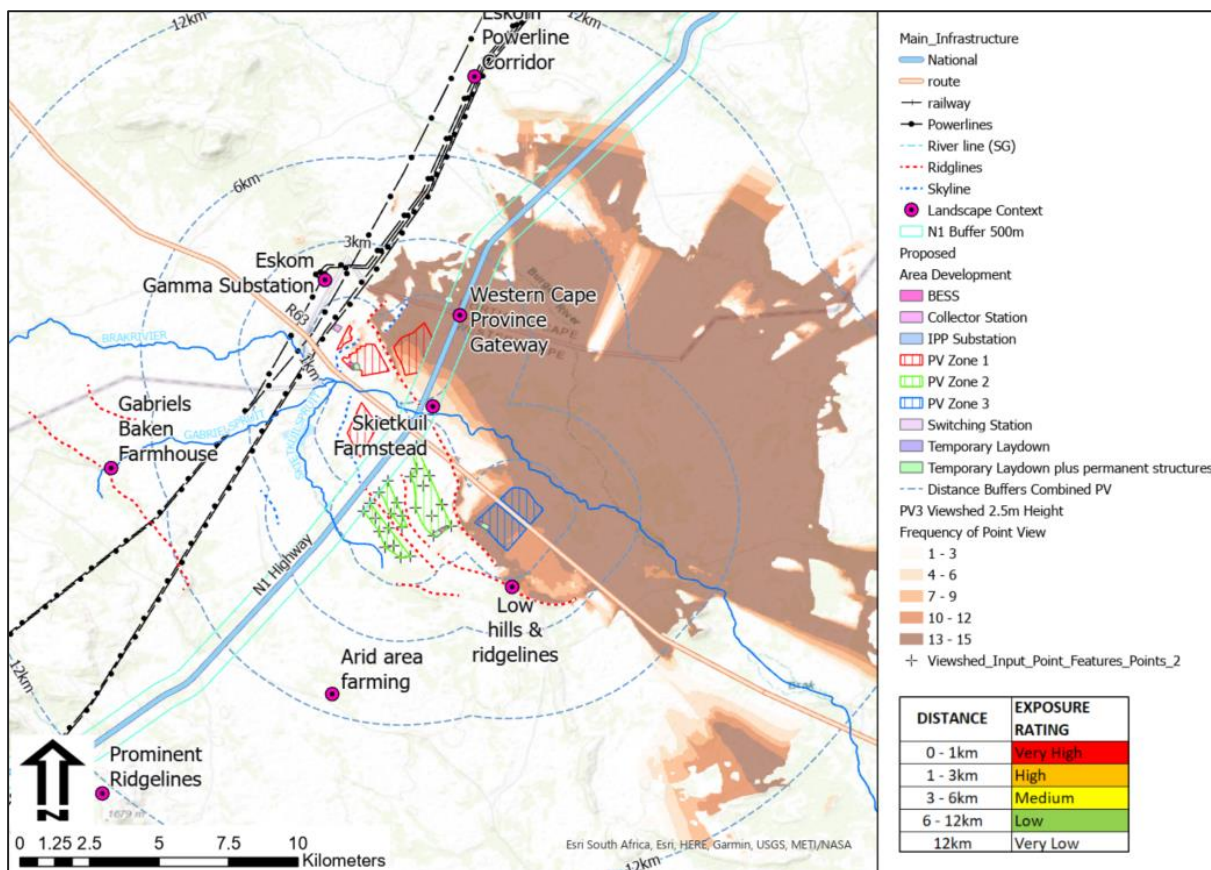 12km
12km
Eskom
Powerline
Corridor
6km
3km
Eskom
Gamma Substation
R63
Western Cape
Province
Gateway
BRAKRIVIER
1km
Gabriels
Baken
Farmhouse
GABRIELSPRUIT
Skietkuil
Farmstead
N1 Highway
Low
hills &
ridgelines
Arid area
farming
12km
Prominent
Ridgelines
1679 m
N
0 1.25 2.5 5 7.5 10
Kilometers
Esri South Africa, Esri, HERE, Garmin, USGS, METI/NASA
12km
Main_Infrastructure
National
route
railway
Powerlines
River line (SG)
Ridglines
Skyline
Landscape Context
N1 Buffer 500m
Proposed
Area Development
BESS
Collector Station
IPP Substation
PV Zone 1
PV Zone 2
PV Zone 3
Switching Station
Temporary Laydown
Temporary Laydown plus permanent structures
Distance Buffers Combined PV
PV3 Viewshed 2.5m Height
Frequency of Point View
1 - 3
4 - 6
7 - 9
10 - 12
13 - 15
Viewshed_Input_Point_Features_Points_2
DISTANCE EXPOSURE RATING
0 - 1km Very High
1 - 3km High
3 - 6km Medium
6 - 12km Low
12km Very Low